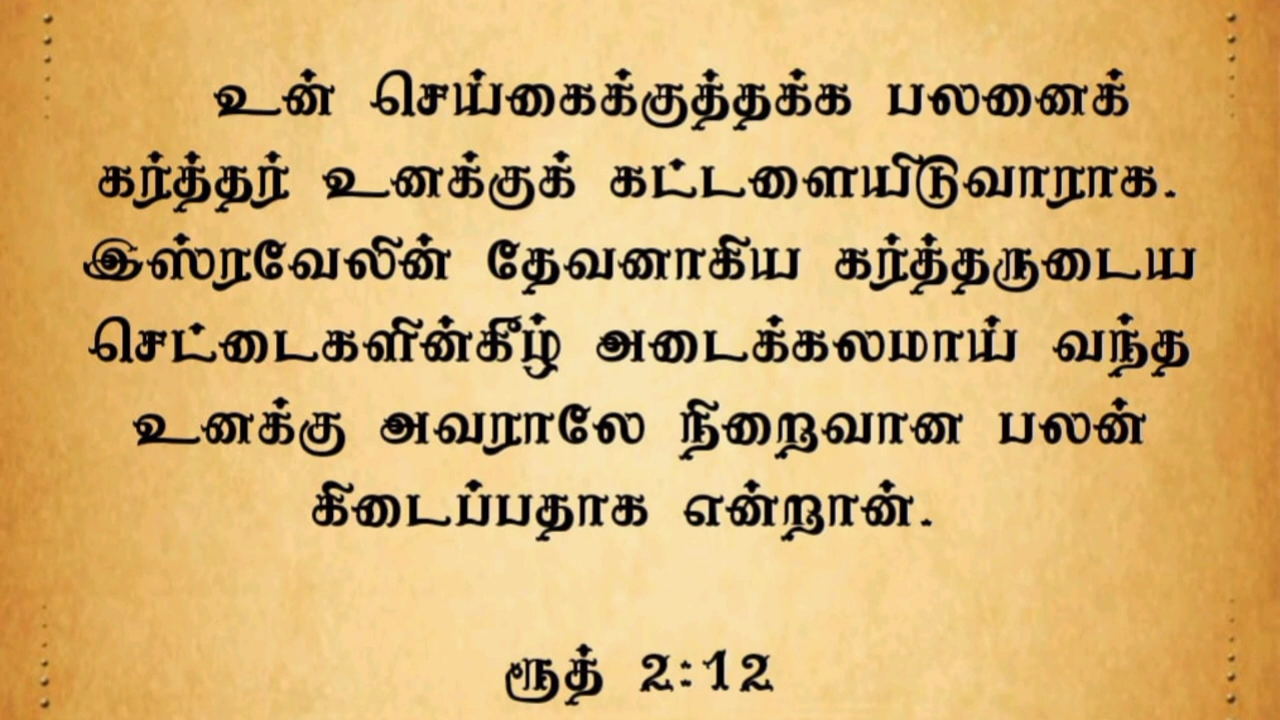 உன் செய்கைக்குத்தக்க பலனைக்
கர்த்தர் உனக்குக் கட்டளையிடுவாராக.
இஸ்ரவேலின் தேவனாகிய கர்த்தருடைய
செட்டைகளின்கீழ் அடைக்கலமாய் வந்த
உனக்கு அவராலே நிறைவான பலன்
கிடைப்பதாக என்றான்.
ரூத் 2:12